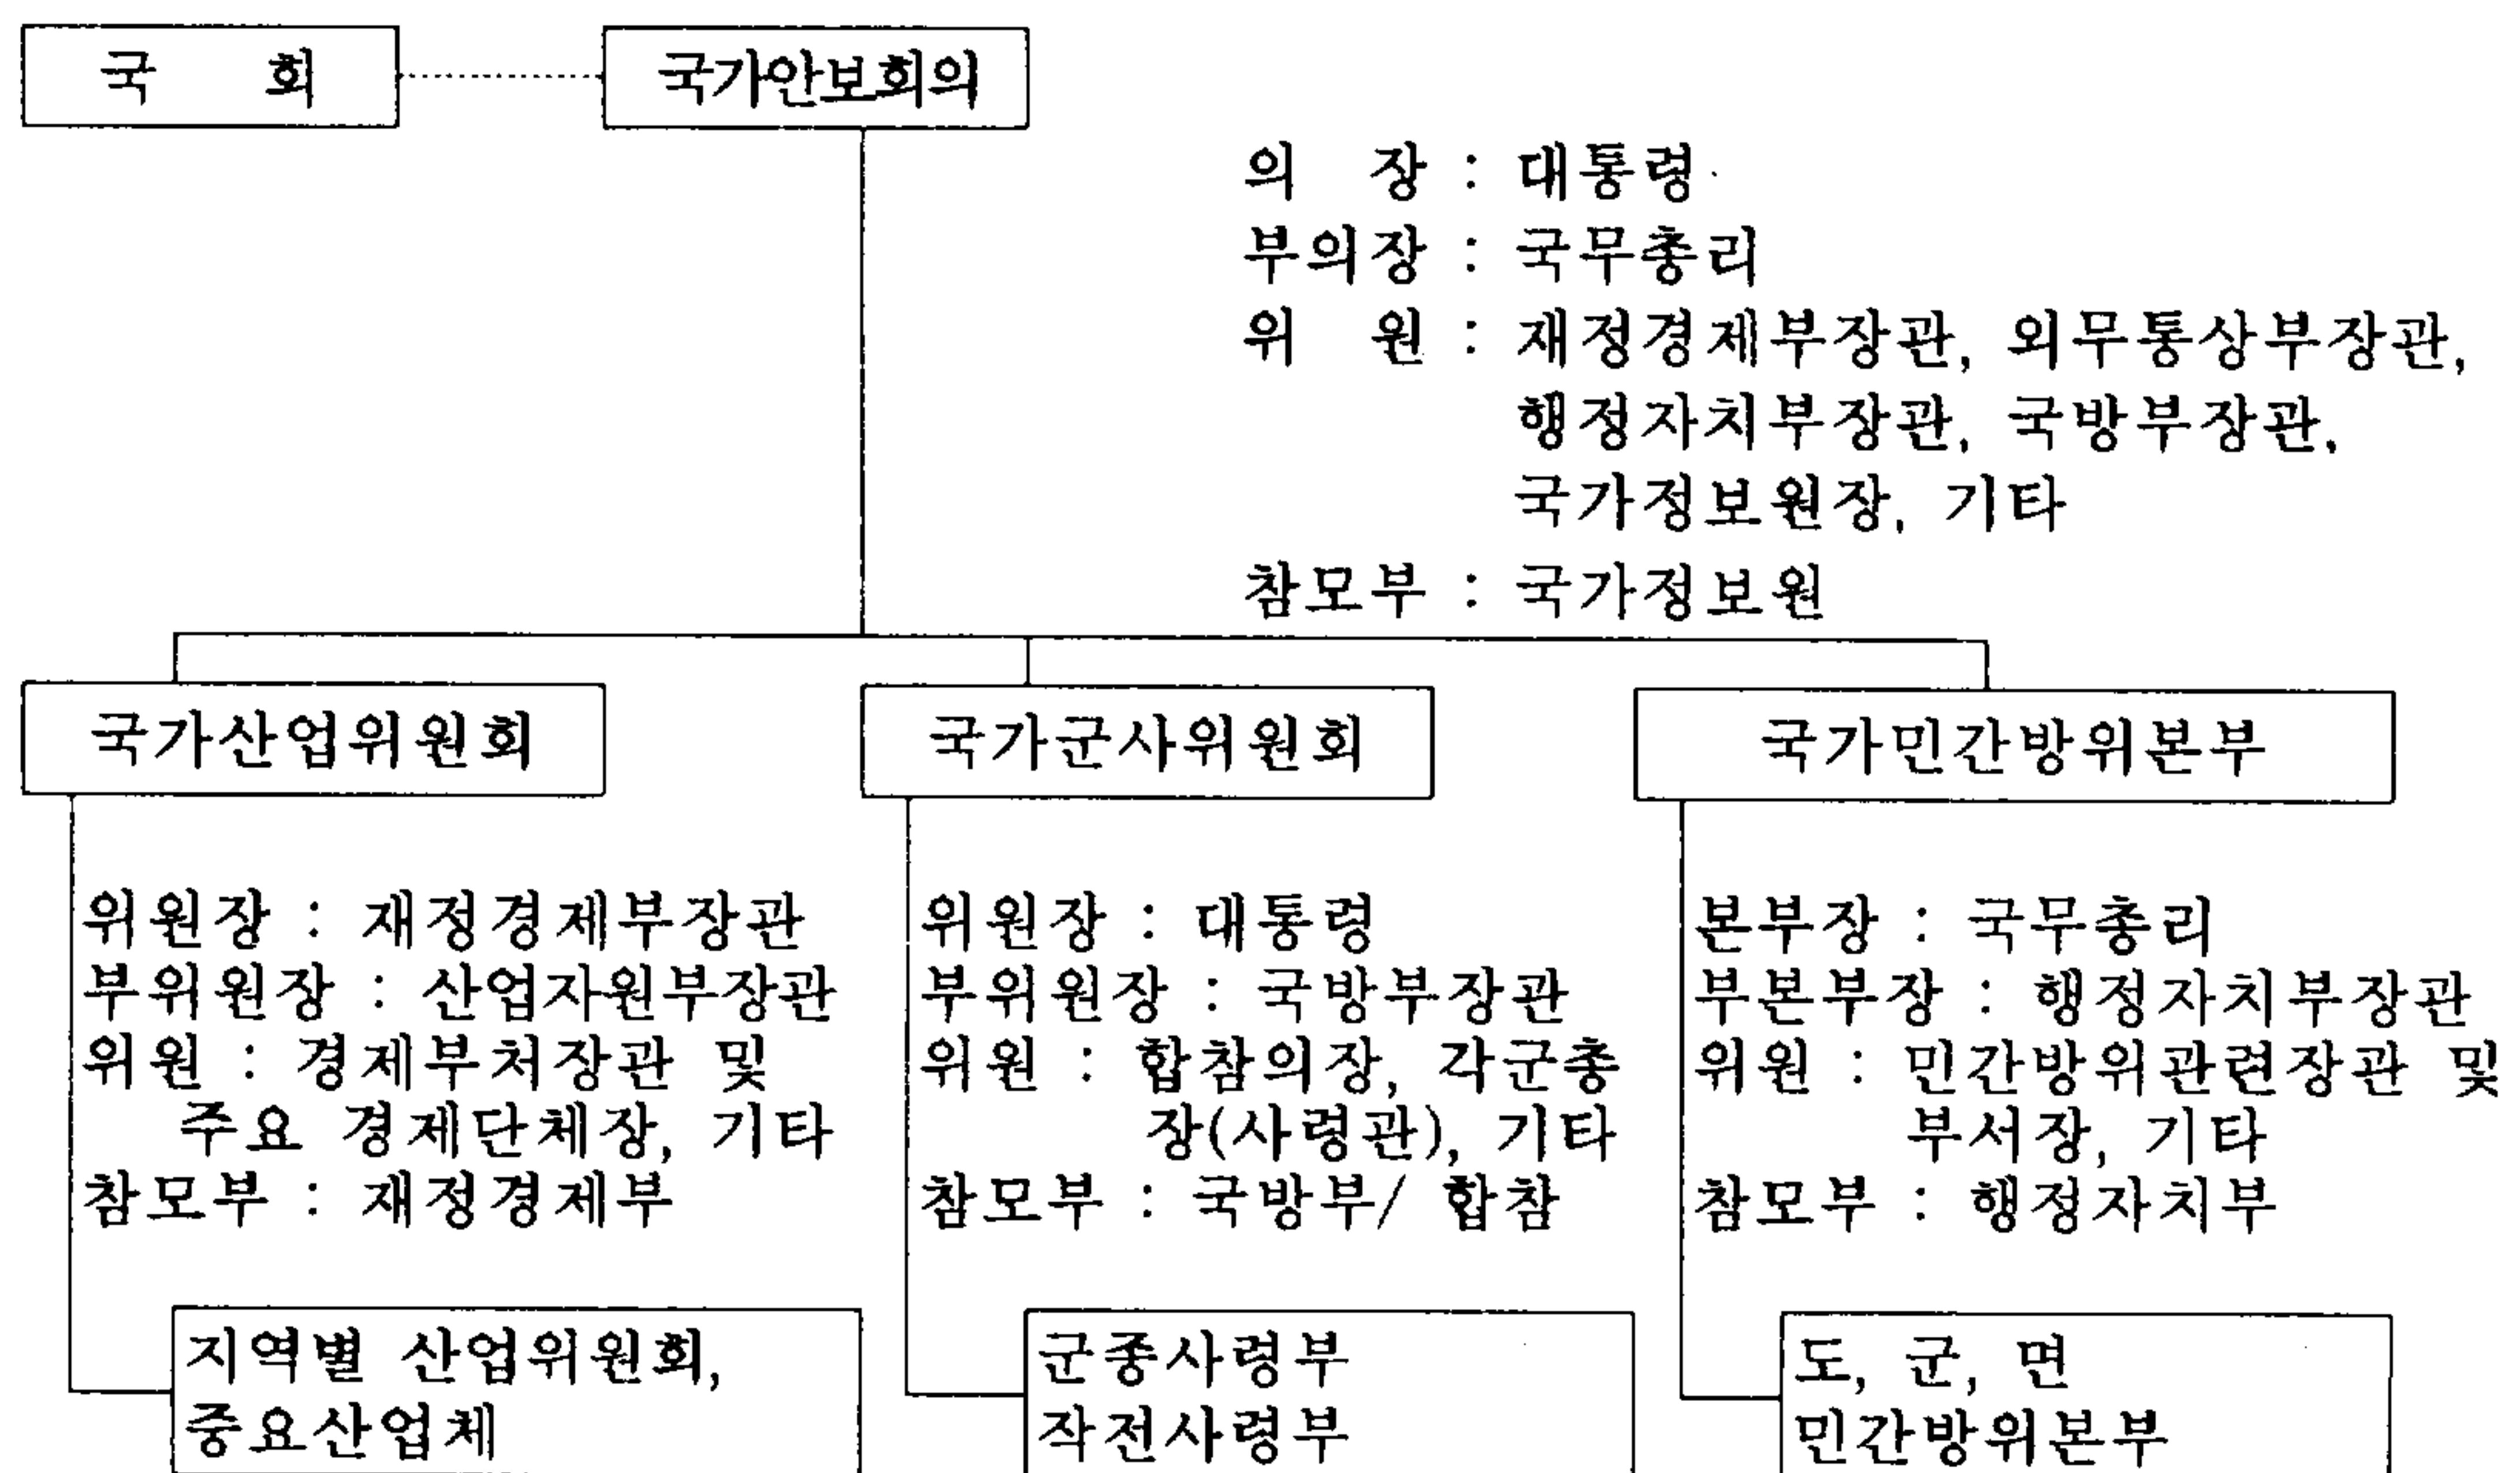 국 회
국가안보회의
의 장 : 대통령
부의장 : 국무총리
위 원 : 재정경제부장관, 외무통상부장관,
행정자치부장관, 국방부장관,
국가정보원장, 기타
참모부 : 국가정보원
국가산업위원회
위원장 : 재정경제부장관
부위원장 : 산업자원부장관
위원 : 경제부처장관 및
주요 경제단체장, 기타
참모부 : 재정경제부
지역별 산업위원회,
중요산업체
국가군사위원회
위원장 : 대통령
부위원장 : 국방부장관
위원 : 합참의장, 각군총
장(사령관), 기타
참모부 : 국방부/ 합참
군종사령부
작전사령부
국가민간방위본부
본부장 : 국무총리
부본부장 : 행정자치부장관
위원 : 민간방위관련장관 및
부서장, 기타
참모부 : 행정자치부
도, 군, 면
민간방위본부